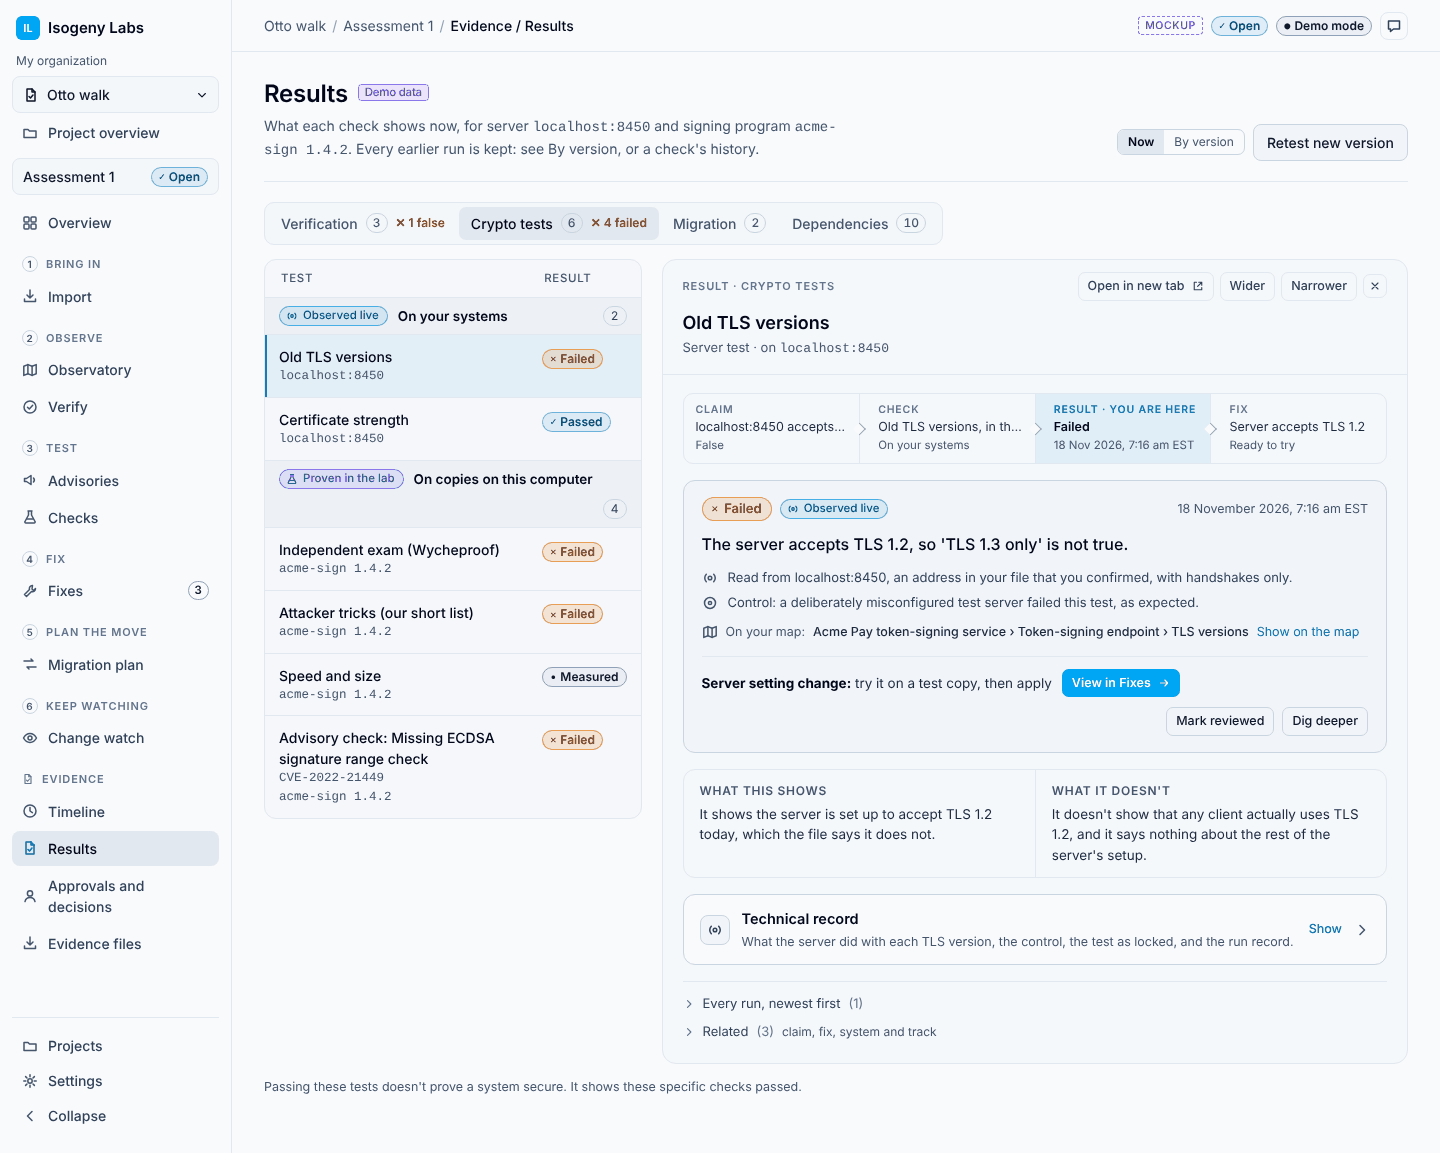 IL Isogeny Labs
My organization
Otto walk
Project overview
Assessment 1 ✓ Open
Overview
1 BRING IN
Import
2 OBSERVE
Observatory
Verify
3 TEST
Advisories
Checks
4 FIX
Fixes 3
5 PLAN THE MOVE
Migration plan
6 KEEP WATCHING
Change watch
EVIDENCE
Timeline
Results
Approvals and
decisions
Evidence files
Projects
Settings
Collapse
Otto walk / Assessment 1 / Evidence / Results
MOCKUP ✓ Open • Demo mode
Results Demo data
What each check shows now, for server localhost:8450 and signing program acme-
sign 1.4.2. Every earlier run is kept: see By version, or a check's history.
Now By version Retest new version
Verification 3 ✕ 1 false Crypto tests 6 ✕ 4 failed Migration 2 Dependencies 10
TEST RESULT
Observed live On your systems 2
Old TLS versions × Failed
localhost:8450
Certificate strength ✓ Passed
localhost:8450
Proven in the lab On copies on this computer
4
Independent exam (Wycheproof) × Failed
acme-sign 1.4.2
Attacker tricks (our short list) × Failed
acme-sign 1.4.2
Speed and size • Measured
acme-sign 1.4.2
Advisory check: Missing ECDSA × Failed
signature range check
CVE-2022-21449
acme-sign 1.4.2
RESULT · CRYPTO TESTS Open in new tab Wider Narrower ×
Old TLS versions
Server test · on localhost:8450
CLAIM
localhost:8450 accepts...
False
CHECK
Old TLS versions, in th...
On your systems
RESULT · YOU ARE HERE
Failed
18 Nov 2026, 7:16 am EST
FIX
Server accepts TLS 1.2
Ready to try
× Failed Observed live 18 November 2026, 7:16 am EST
The server accepts TLS 1.2, so 'TLS 1.3 only' is not true.
Read from localhost:8450, an address in your file that you confirmed, with handshakes only.
Control: a deliberately misconfigured test server failed this test, as expected.
On your map: Acme Pay token-signing service › Token-signing endpoint › TLS versions Show on the map
Server setting change: try it on a test copy, then apply View in Fixes →
Mark reviewed Dig deeper
WHAT THIS SHOWS
It shows the server is set up to accept TLS 1.2
today, which the file says it does not.
WHAT IT DOESN'T
It doesn't show that any client actually uses TLS
1.2, and it says nothing about the rest of the
server's setup.
Technical record
What the server did with each TLS version, the control, the test as locked, and the run record. Show
Every run, newest first (1)
Related (3) claim, fix, system and track
Passing these tests doesn't prove a system secure. It shows these specific checks passed.